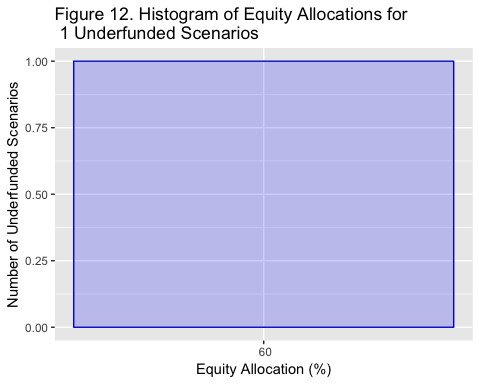 Figure 12. Histogram of Equity Allocations for
1 Underfunded Scenarios
Number of Underfunded Scenarios
1.00
0.75
0.50
0.25
0.00
60
Equity Allocation (%)